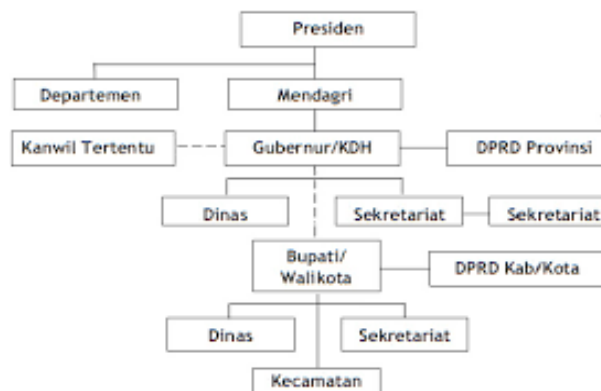 Presiden
Departemen
Mendagri
Kanwil Tertentu
Gubernur/KDH
DPRD Provinsi
Dinas
Sekretariat
Sekretariat
Bupati/
Walikota
DPRD Kab/Kota
Dinas
Sekretariat
Kecamatan